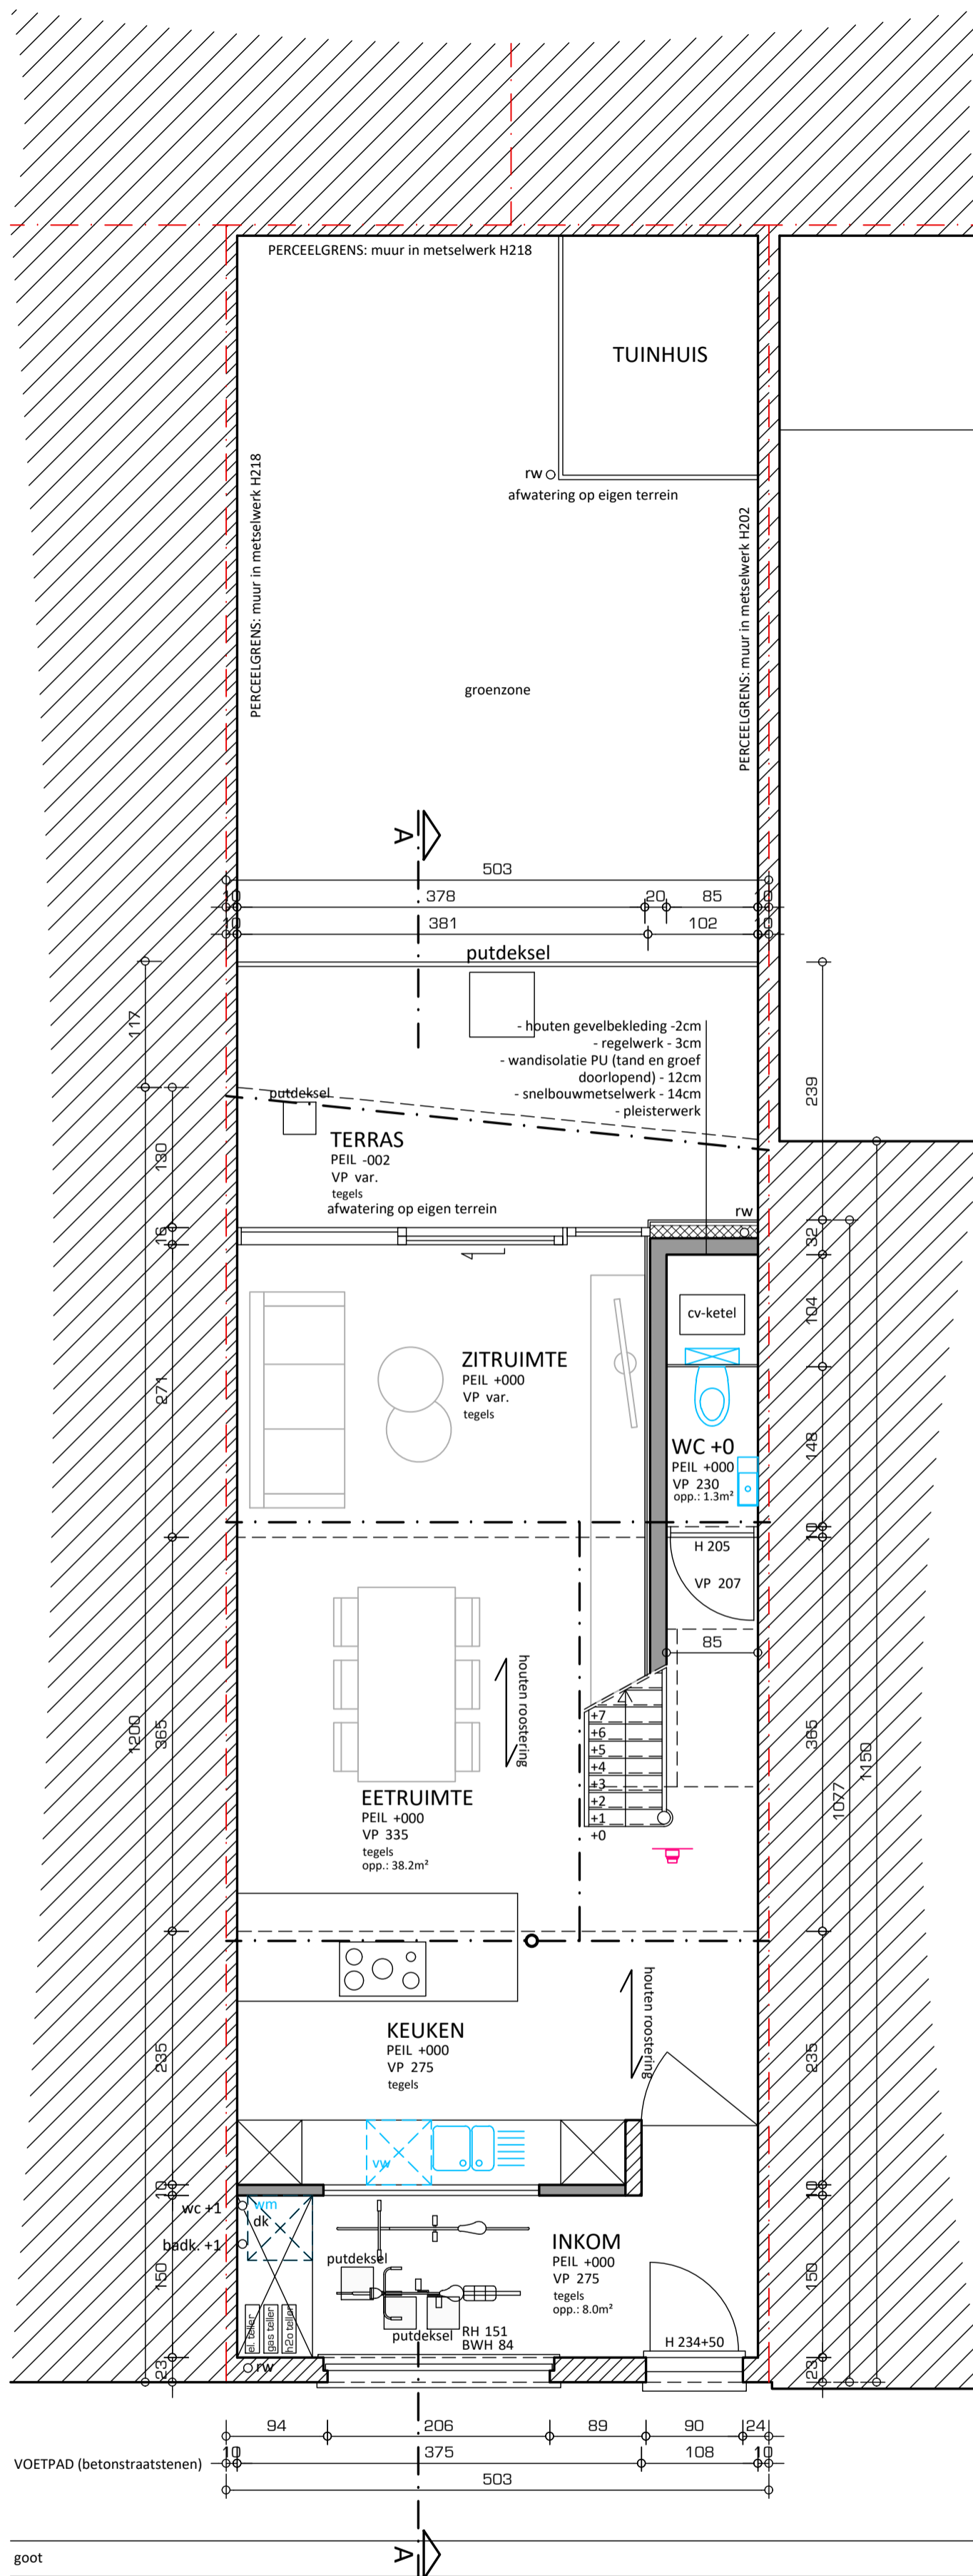 PERCEELGRENS: muur in metselwerk H218
TUINHUIS
PERCEELGRENS: muur in metselwerk H218
rw
afwatering op eigen terrein
PERCEELGRENS: muur in metselwerk H202
groenzone
A
503
10 378 20 85 10
10 381 102 10
putdeksel
117
- houten gevelbekleding -2cm
- regelwerk - 3cm
- wandisolatie PU (tand en groef
doorlopend) - 12cm
- snelbouwmetselwerk - 14cm
- pleisterwerk
239
putdeksel
TERRAS
PEIL -002
VP var.
tegels
afwatering op eigen terrein
130
rw
16
32
cv-ketel
104
ZITRUIMTE
PEIL +000
VP var.
tegels
271
148
WC +0
PEIL +000
VP 230
opp.: 1.3m²
10
H 205
VP 207
85
houten roostering
1200
365
365
1077
1150
+7
+6
+5
+4
+3
+2
+1
+0
EETRUIMTE
PEIL +000
VP 335
tegels
opp.: 38.2m²
houten roostering
KEUKEN
PEIL +000
VP 275
tegels
235
235
vw
10
10
wc +1
wm
dk
badk. +1
150
150
INKOM
PEIL +000
VP 275
tegels
opp.: 8.0m²
putdeksel
putdeksel
RH 151
BWH 84
el. teller
gas teller
h2o teller
H 234+50
rw
23
23
94 206 89 90 24
10 375 108 10
VOETPAD (betonstraatstenen)
503
goot
A